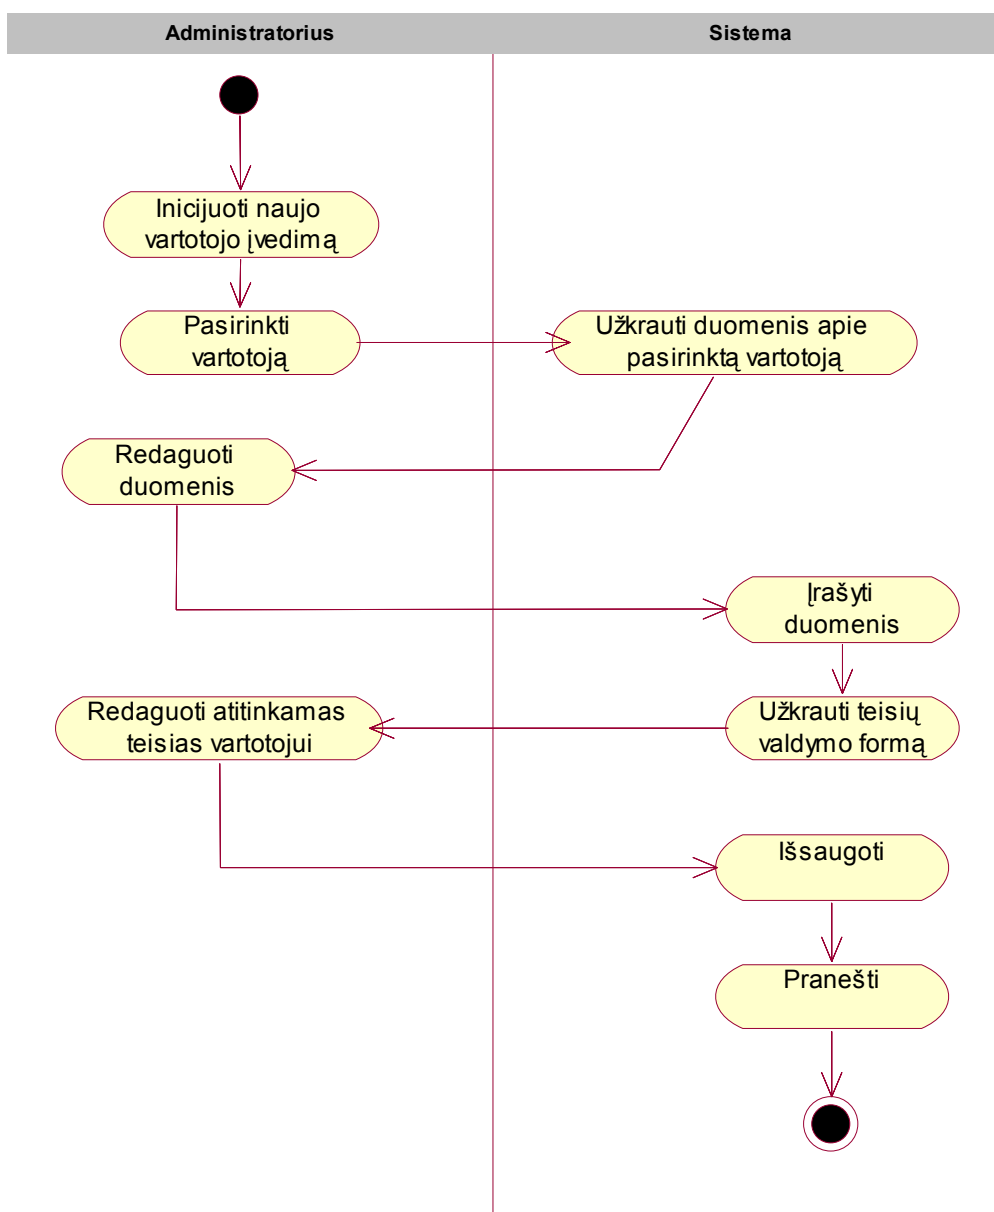 Administratorius
Sistema
Inicijuoti naujo
vartotojo įvedimą
Pasirinkti
vartotoją
Užkrauti duomenis apie
pasirinktą vartotoją
Redaguoti
duomenis
Įrašyti
duomenis
Užkrauti teisių
valdymo formą
Redaguoti atitinkamas
teisias vartotojui
Išsaugoti
Pranešti